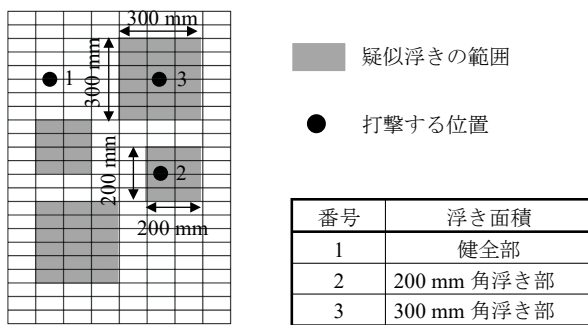 300 mm
300 mm
1
3
200 mm
2
200 mm
疑似浮きの範囲
打撃する位置
番号 浮き面積
1 健全部
2 200 mm 角浮き部
3 300 mm 角浮き部